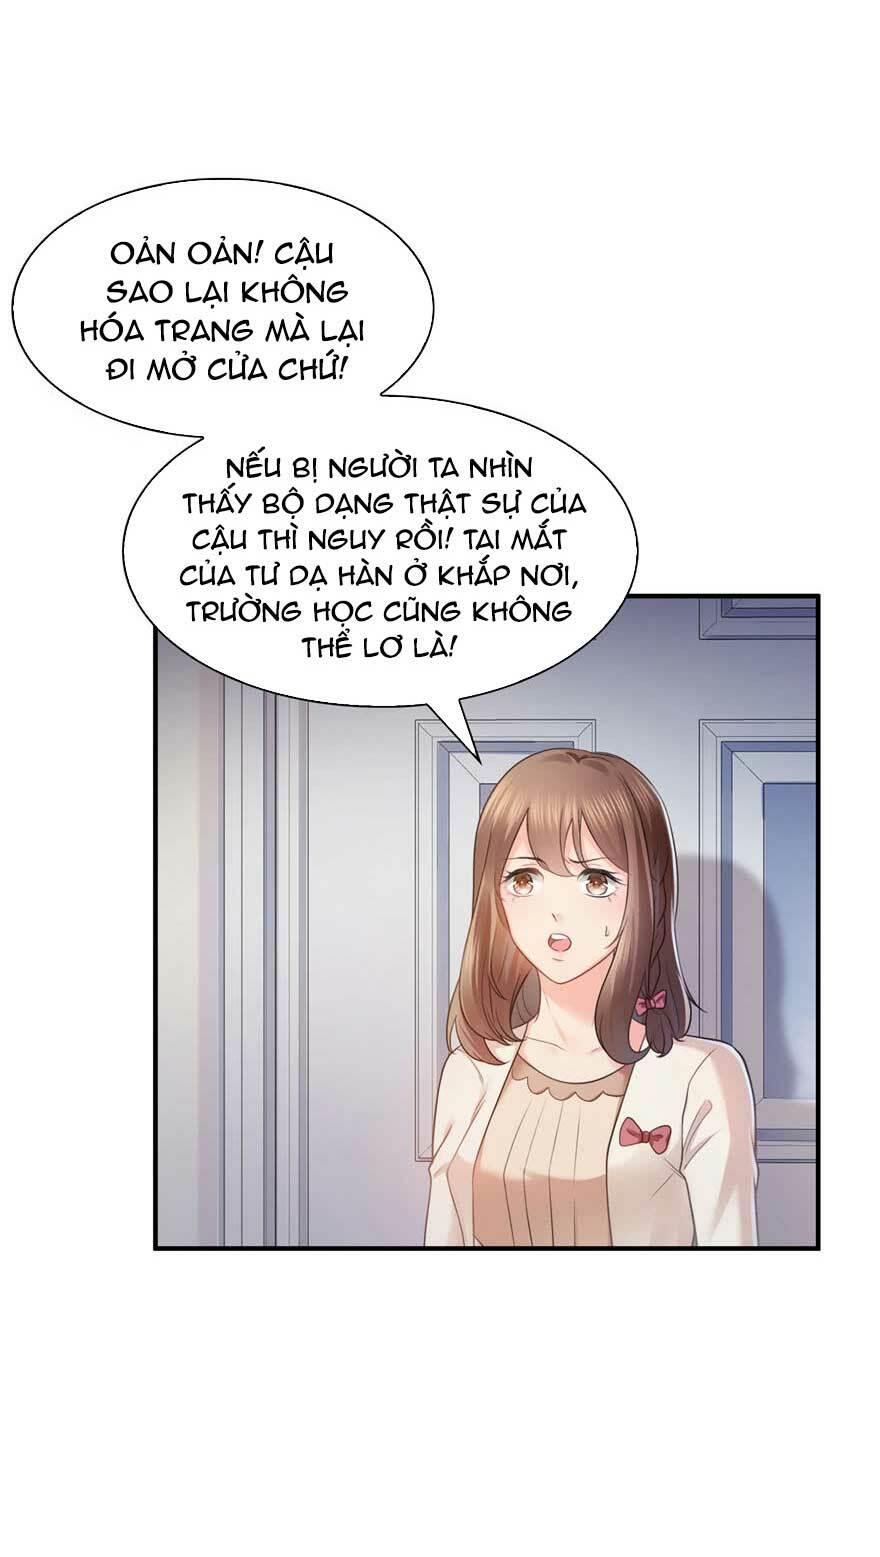 OẢN OẢN! CẬU
SAO LẠI KHÔNG
HÓA TRANG MÀ LẠI
ĐI MỞ CỬA CHỨ!
NẾU BỊ NGƯỜI TA NHÌN
THẤY BỘ DẠNG THẬT SỰ CỦA
CẬU THÌ NGUY RỒI! TAI MẮT
CỦA TƯ DẠ HÀN Ở KHẮP NƠI,
TRƯỜNG HỌC CŨNG KHÔNG
THỂ LƠ LÀ!